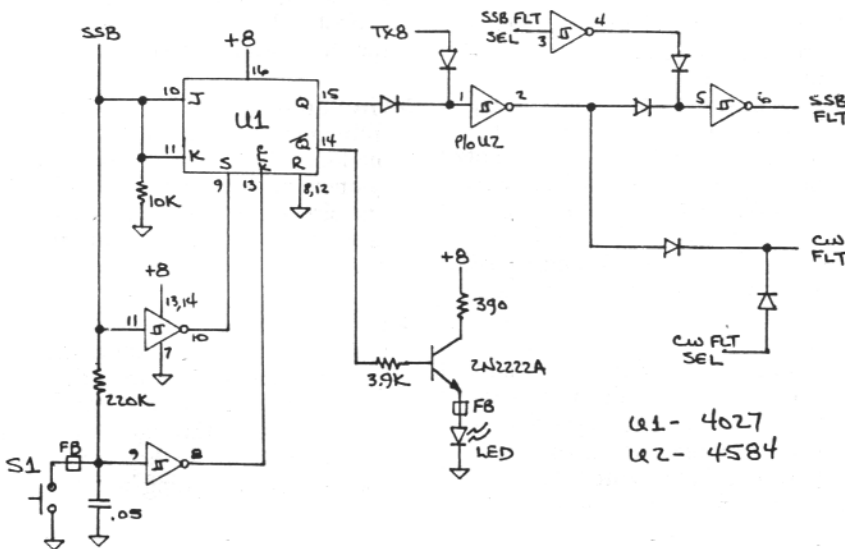 SSB
+8
16
10
J
U1
Q
15
11
K
Q
14
S
CK
R
9
13
8,12
10K
TX8
1
2
P/O U2
SSB FLT
SEL
3
4
5
6
SSB
FLT
CW
FLT
CW FLT
SEL
+8
13,14
11
10
7
220K
+8
390
3.9K
2N2222A
FB
LED
S1
FB
9
8
.05
U1- 4027
U2- 4584